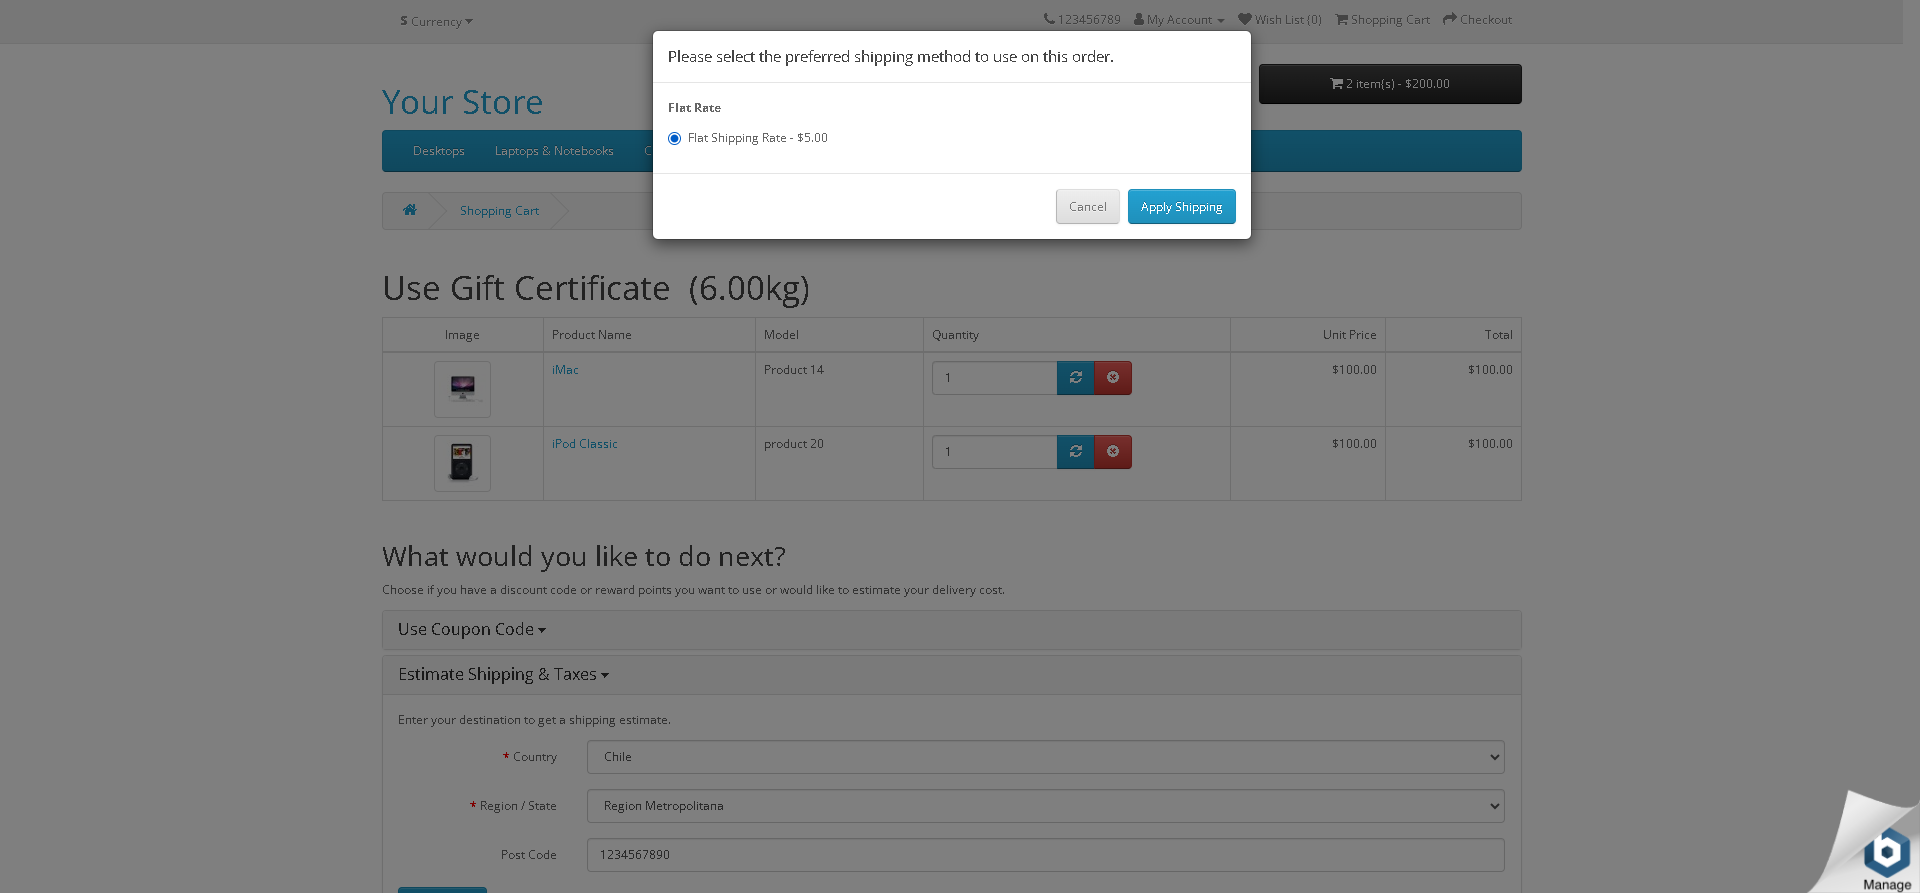 $ Currency
123456789 My Account Wish List (0) Shopping Cart Checkout
Please select the preferred shipping method to use on this order.
Your Store
2 item(s) - $200.00
Flat Rate
Flat Shipping Rate - $5.00
Desktops Laptops & Notebooks C
Cancel Apply Shipping
Shopping Cart
Use Gift Certificate (6.00kg)
Image Product Name Model Quantity Unit Price Total
iMac Product 14 1 $100.00 $100.00
iPod Classic product 20 1 $100.00 $100.00
What would you like to do next?
Choose if you have a discount code or reward points you want to use or would like to estimate your delivery cost.
Use Coupon Code
Estimate Shipping & Taxes
Enter your destination to get a shipping estimate.
* Country Chile
* Region / State Region Metropolitana
Post Code 1234567890
Manage